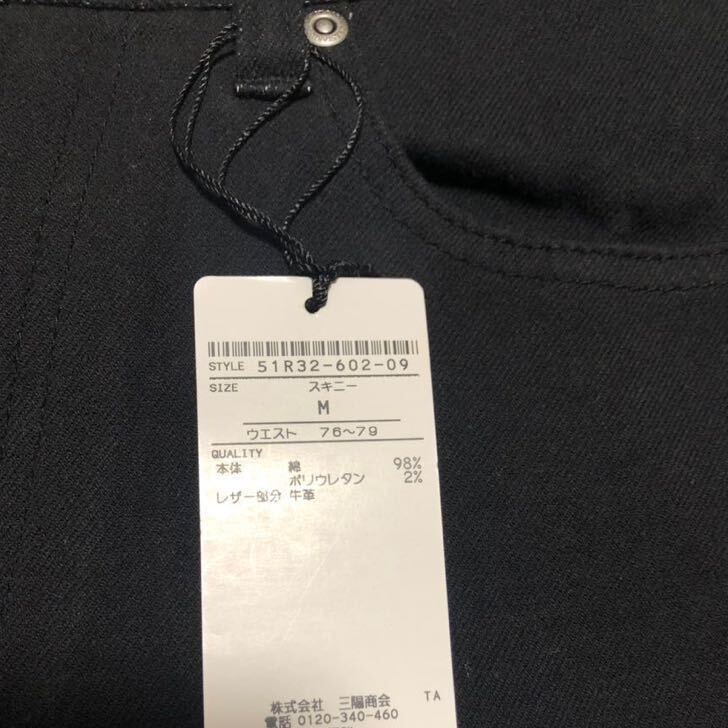 STYLE 51R32-602-09
SIZE スキニー
M
ウエスト 76～79
QUALITY
本体 綿 98%
ポリウレタン 2%
レザー部分 牛革
株式会社 三陽商会 TA
電話 0120-340-460